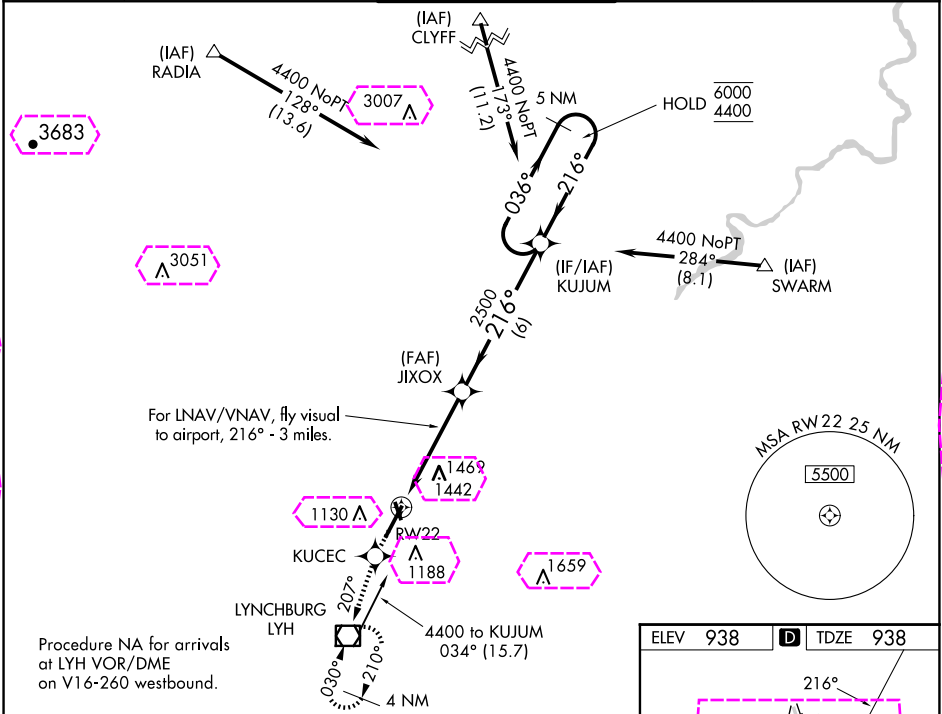 (IAF)
CLYFF
(IAF)
RADIA
4400 NoPT
128°
(13.6)
3007
4400 NoPT
173°
(11.2)
5 NM
HOLD
6000
4400
3683
036°
216°
3051
4400 NoPT
284°
(8.1)
(IAF)
SWARM
(IF/IAF)
KUJUM
2500
216°
(6)
(FAF)
JIXOX
For LNAV/VNAV, fly visual
to airport, 216° - 3 miles.
MSA RW22 25 NM
5500
1469
1442
1130
RW22
KUCEC
1188
1659
207°
LYNCHBURG
LYH
4400 to KUJUM
034° (15.7)
Procedure NA for arrivals
at LYH VOR/DME
on V16-260 westbound.
030°
210°
4 NM
ELEV 938 D TDZE 938
216°